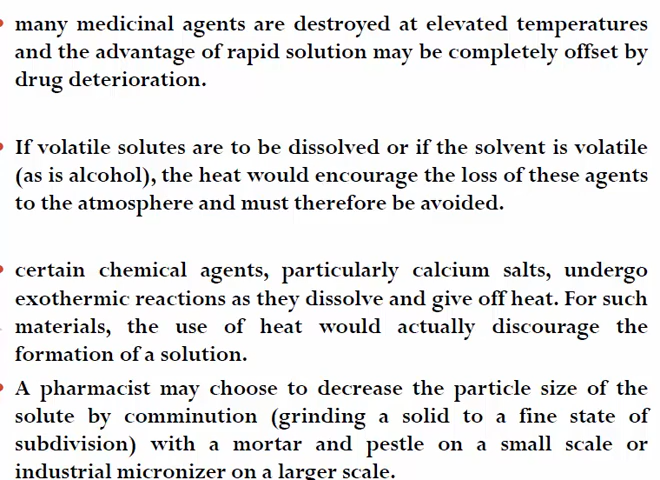 many medicinal agents are destroyed at elevated temperatures
and the advantage of rapid solution may be completely offset by
drug deterioration.
If volatile solutes are to be dissolved or if the solvent is volatile
(as is alcohol), the heat would encourage the loss of these agents
to the atmosphere and must therefore be avoided.
certain chemical agents, particularly calcium salts, undergo
exothermic reactions as they dissolve and give off heat. For such
materials, the use of heat would actually discourage the
formation of a solution.
A pharmacist may choose to decrease the particle size of the
solute by comminution (grinding a solid to a fine state of
subdivision) with a mortar and pestle on a small scale or
industrial micronizer on a larger scale.